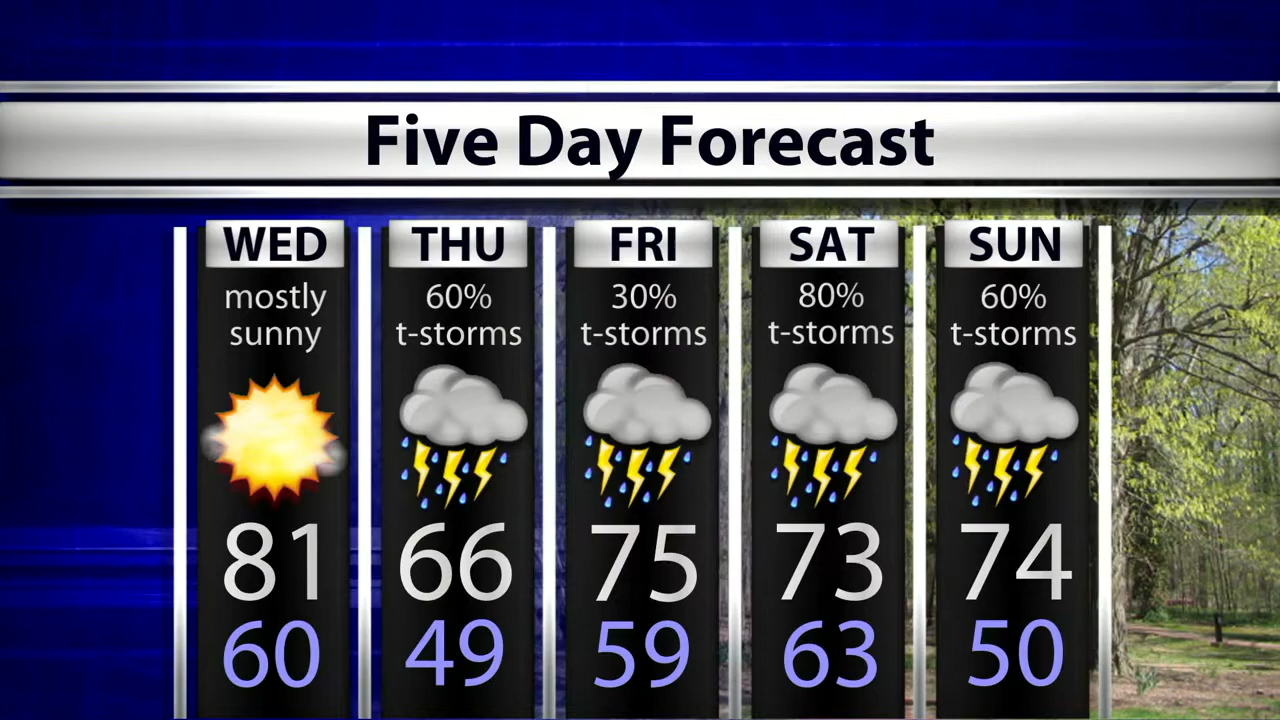 Five Day Forecast
WED THU FRI SAT SUN
mostly sunny
60% t-storms
30% t-storms
80% t-storms
60% t-storms
81 66 75 73 74
60 49 59 63 50